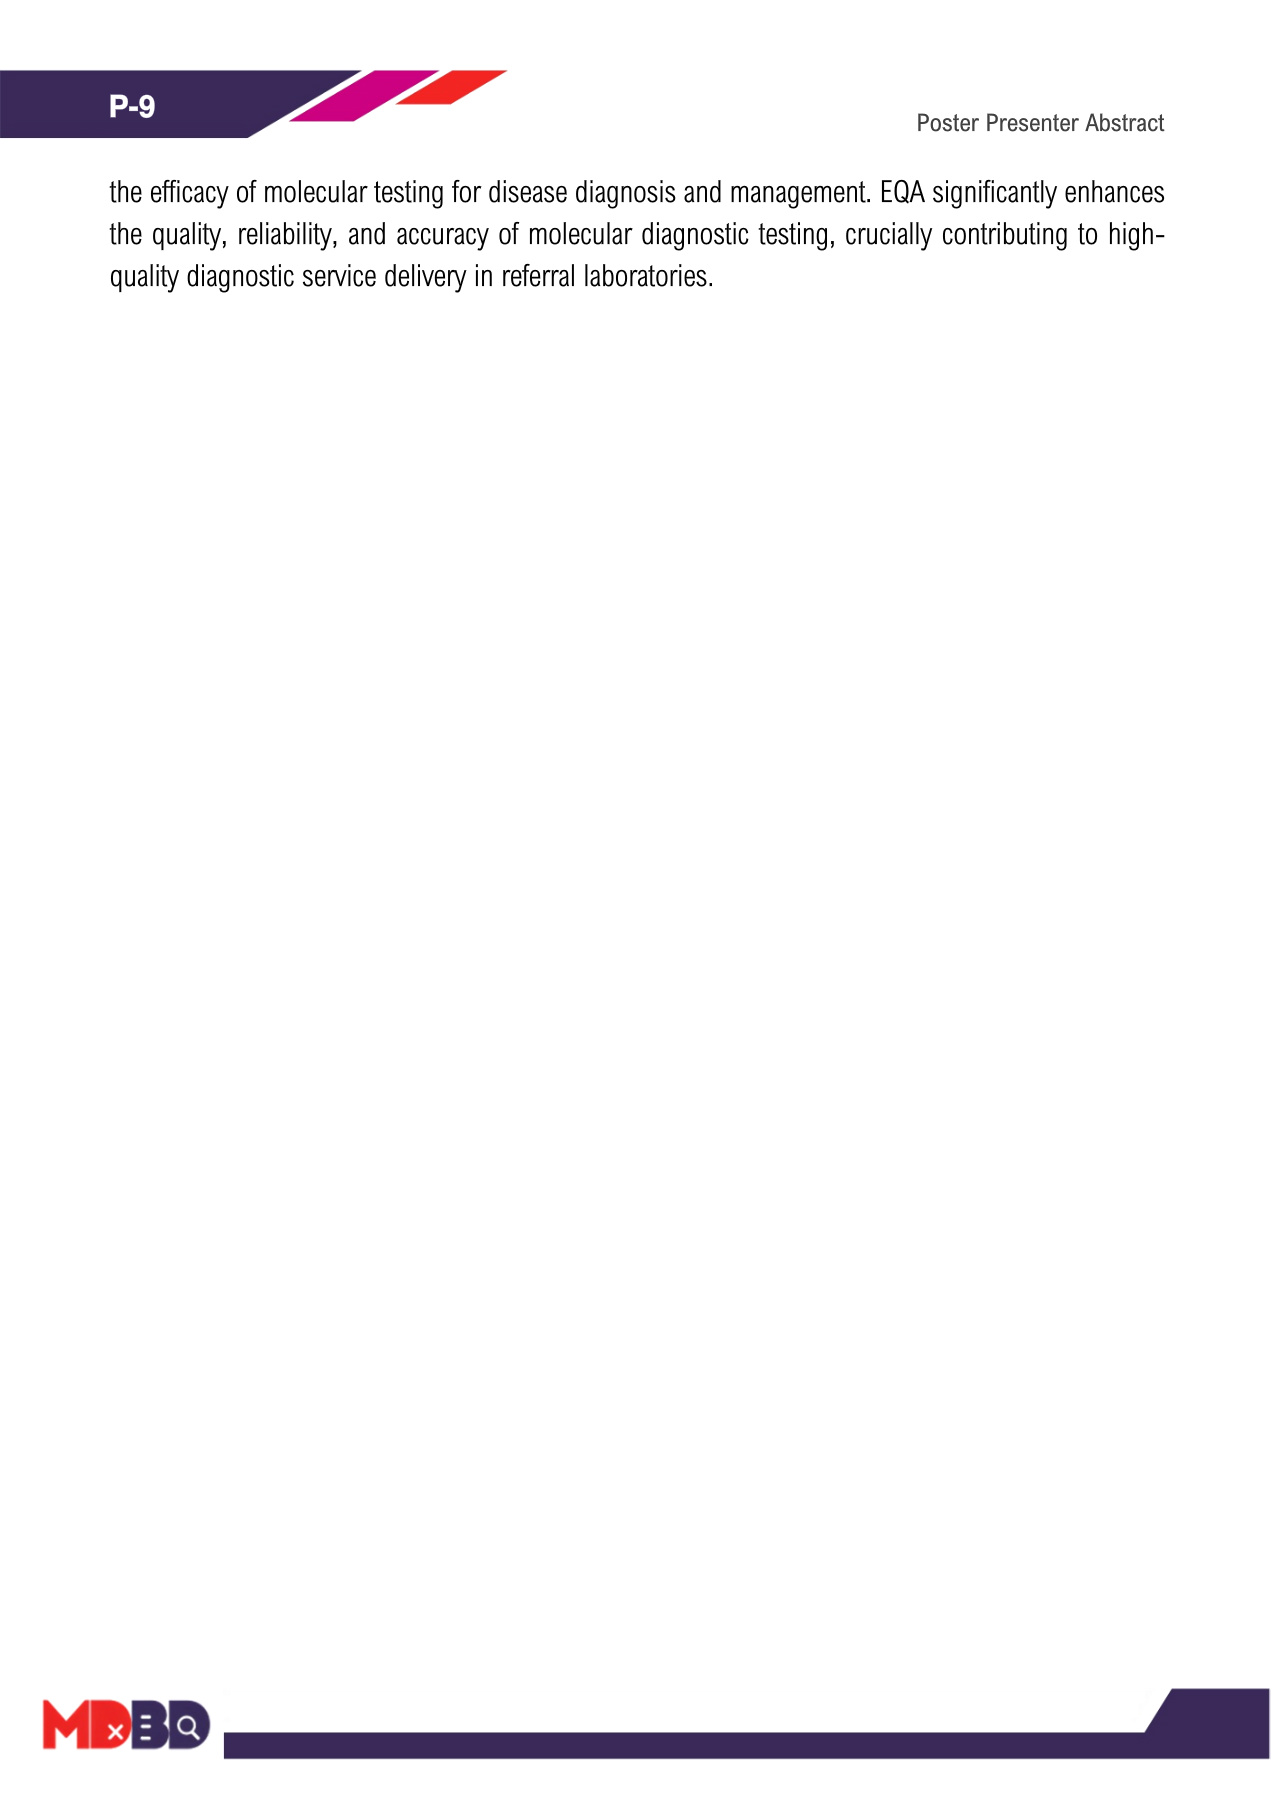 P-9
Poster Presenter Abstract
the efficacy of molecular testing for disease diagnosis and management. EQA significantly enhances
the quality, reliability, and accuracy of molecular diagnostic testing, crucially contributing to high-
quality diagnostic service delivery in referral laboratories.
MDxBD